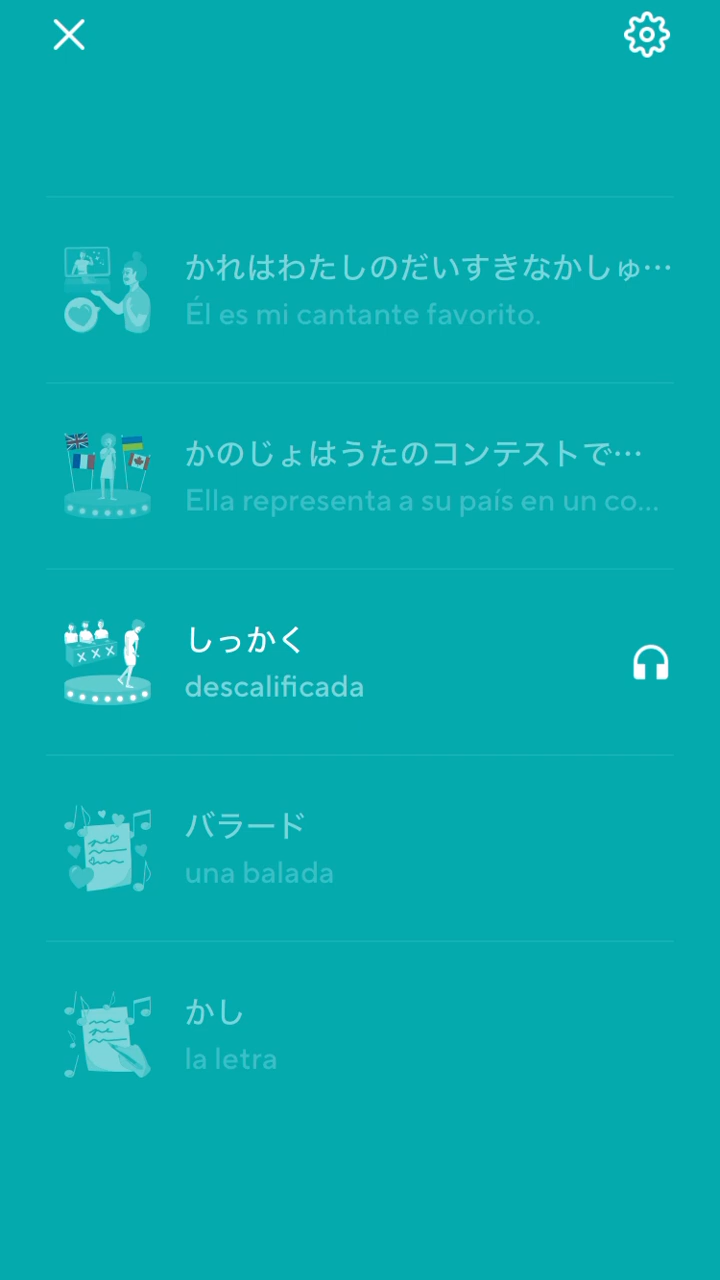 かれはわたしのだいすきなかしゅ…
Él es mi cantante favorito.
かのじょはうたのコンテストで…
Ella representa a su país en un co...
しっかく
descalificada
バラード
una balada
かし
la letra